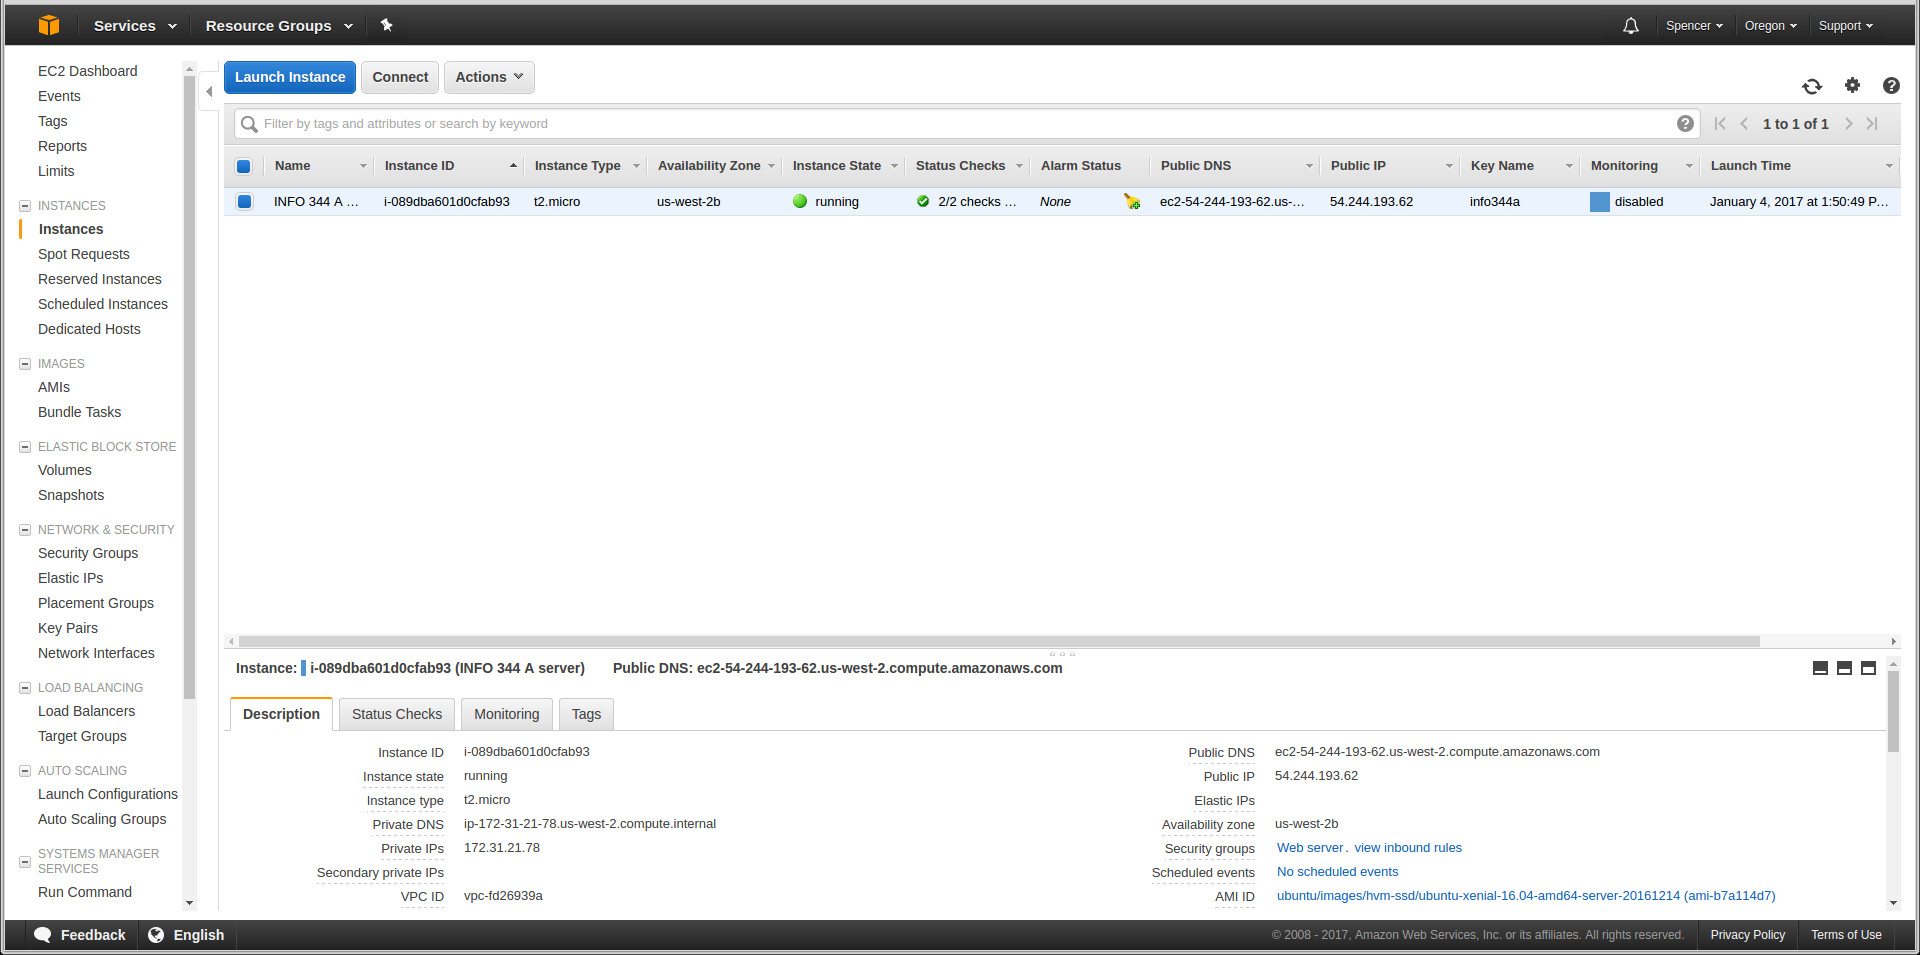 Services Resource Groups Spencer Oregon Support
EC2 Dashboard
Events
Tags
Reports
Limits
INSTANCES
Instances
Spot Requests
Reserved Instances
Scheduled Instances
Dedicated Hosts
IMAGES
AMIs
Bundle Tasks
ELASTIC BLOCK STORE
Volumes
Snapshots
NETWORK & SECURITY
Security Groups
Elastic IPs
Placement Groups
Key Pairs
Network Interfaces
LOAD BALANCING
Load Balancers
Target Groups
AUTO SCALING
Launch Configurations
Auto Scaling Groups
SYSTEMS MANAGER
SERVICES
Run Command
Launch Instance Connect Actions
Filter by tags and attributes or search by keyword 1 to 1 of 1
Name Instance ID Instance Type Availability Zone Instance State Status Checks Alarm Status Public DNS Public IP Key Name Monitoring Launch Time
INFO 344 A ... i-089dba601d0cfab93 t2.micro us-west-2b running 2/2 checks ... None ec2-54-244-193-62.us-... 54.244.193.62 info344a disabled January 4, 2017 at 1:50:49 P...
Instance: i-089dba601d0cfab93 (INFO 344 A server) Public DNS: ec2-54-244-193-62.us-west-2.compute.amazonaws.com
Description Status Checks Monitoring Tags
Instance ID i-089dba601d0cfab93 Public DNS ec2-54-244-193-62.us-west-2.compute.amazonaws.com
Instance state running Public IP 54.244.193.62
Instance type t2.micro Elastic IPs
Private DNS ip-172-31-21-78.us-west-2.compute.internal Availability zone us-west-2b
Private IPs 172.31.21.78 Security groups Web server. view inbound rules
Secondary private IPs Scheduled events No scheduled events
VPC ID vpc-fd26939a AMI ID ubuntu/images/hvm-ssd/ubuntu-xenial-16.04-amd64-server-20161214 (ami-b7a114d7)
Feedback English © 2008 - 2017, Amazon Web Services, Inc. or its affiliates. All rights reserved. Privacy Policy Terms of Use